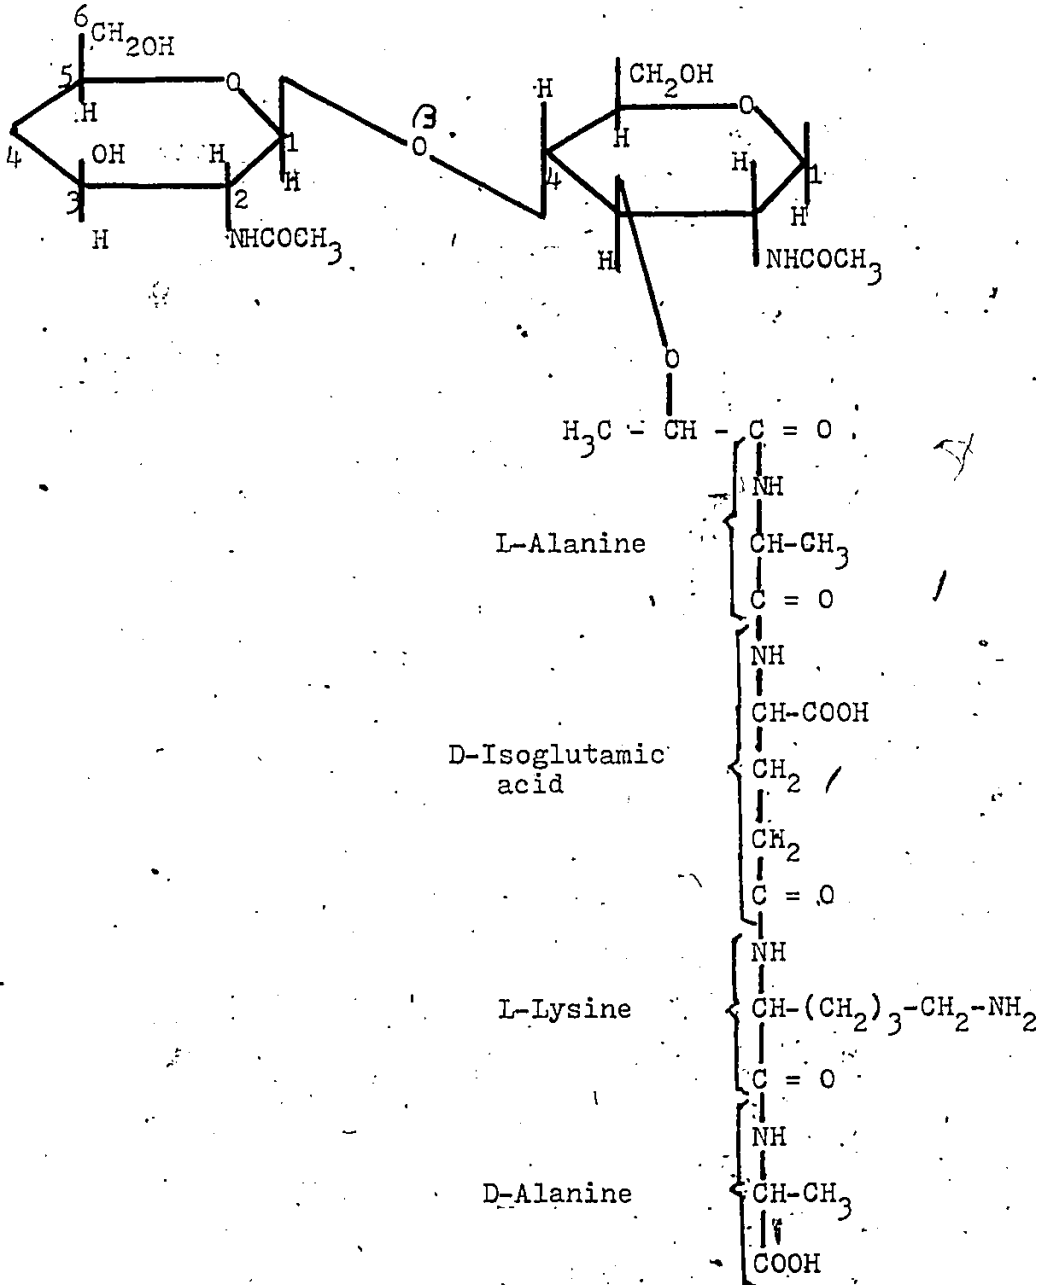 6
CH2OH
CH2OH
5 O H O
H β H
4 OH H 1 O 4 H 1
3 2 H
H NHCOCH3 H H NHCOCH3
O
H3C - CH - C = O
NH
L-Alanine CH-CH3
C = O
NH
CH-COOH
D-Isoglutamic
acid CH2
CH2
C = O
NH
L-Lysine CH-(CH2)3-CH2-NH2
C = O
NH
D-Alanine CH-CH3
COOH